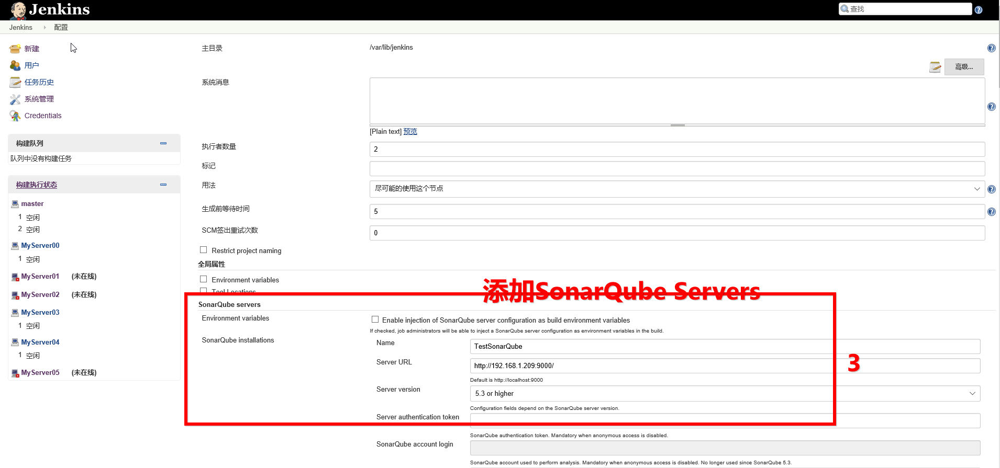 Jenkins
查找
Jenkins
配置
新建
用户
任务历史
系统管理
Credentials
构建队列
队列中没有构建任务
构建执行状态
master
1 空闲
2 空闲
MyServer00
1 空闲
MyServer01 (未在线)
MyServer02 (未在线)
MyServer03
1 空闲
MyServer04
1 空闲
MyServer05 (未在线)
主目录
/var/lib/jenkins
高级...
系统消息
[Plain text] 预览
执行者数量
2
标记
用法
尽可能的使用这个节点
生成前等待时间
5
SCM签出重试次数
0
Restrict project naming
全局属性
Environment variables
Tool Locations
添加SonarQube Servers
SonarQube servers
Environment variables
Enable injection of SonarQube server configuration as build environment variables
If checked, job administrators will be able to inject a SonarQube server configuration as environment variables in the build.
SonarQube installations
Name
TestSonarQube
Server URL
http://192.168.1.209:9000/
3
Default is http://localhost:9000
Server version
5.3 or higher
Configuration fields depend on the SonarQube server version.
Server authentication token
SonarQube authentication token. Mandatory when anonymous access is disabled.
SonarQube account login
SonarQube account used to perform analysis. Mandatory when anonymous access is disabled. No longer used since SonarQube 5.3.